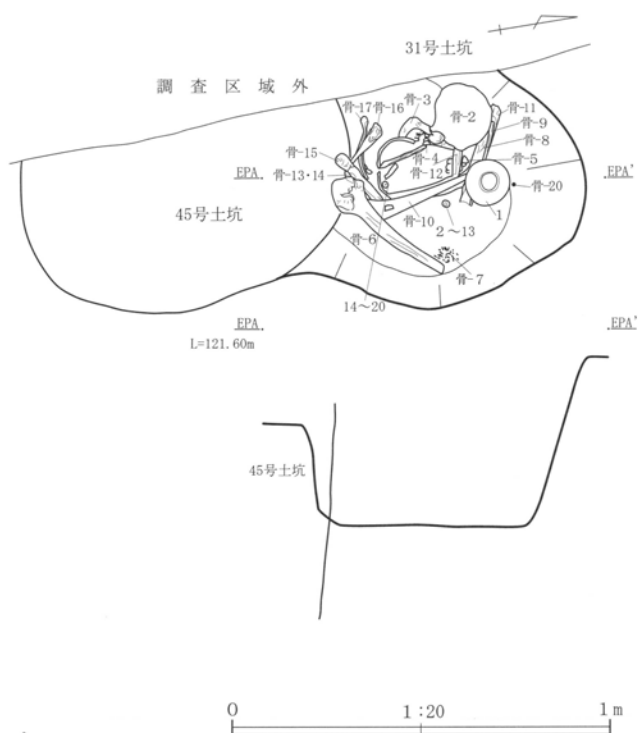 31号土坑
調査区域外
骨-17
骨-16
骨-3
骨-2
骨-11
骨-9
骨-8
骨-15
骨-4
骨-5
EPA
骨-13・14
骨-12
骨-20
EPA'
45号土坑
骨-10
1
2～13
骨-6
骨-7
14～20
EPA
EPA'
L=121.60m
45号土坑
0 1:20 1m